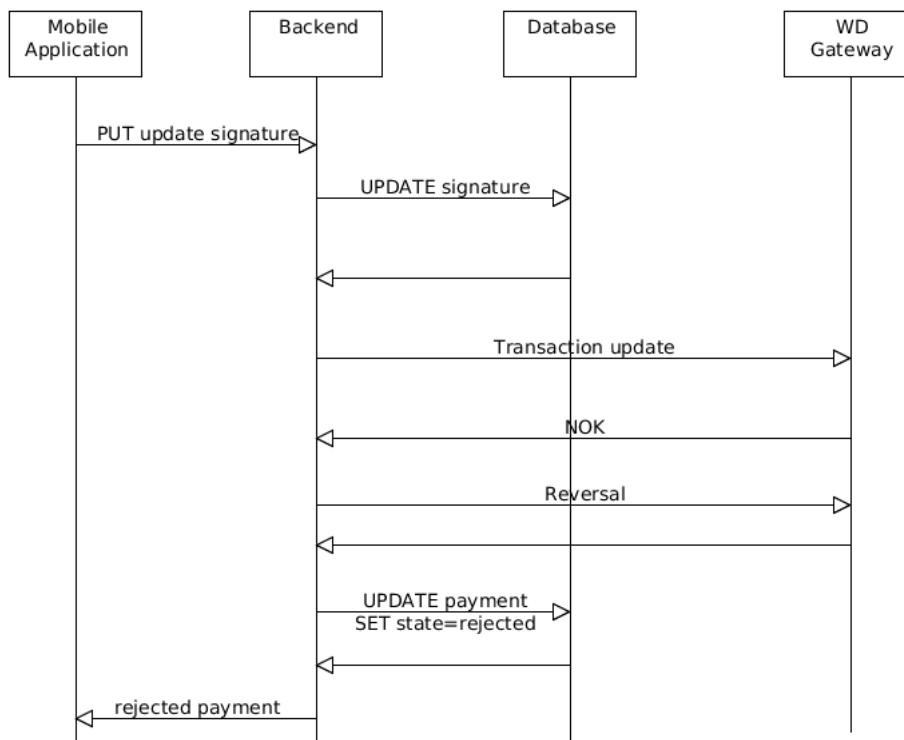 Mobile
Application
Backend
Database
WD
Gateway
PUT update signature
UPDATE signature
Transaction update
NOK
Reversal
UPDATE payment
SET state=rejected
rejected payment